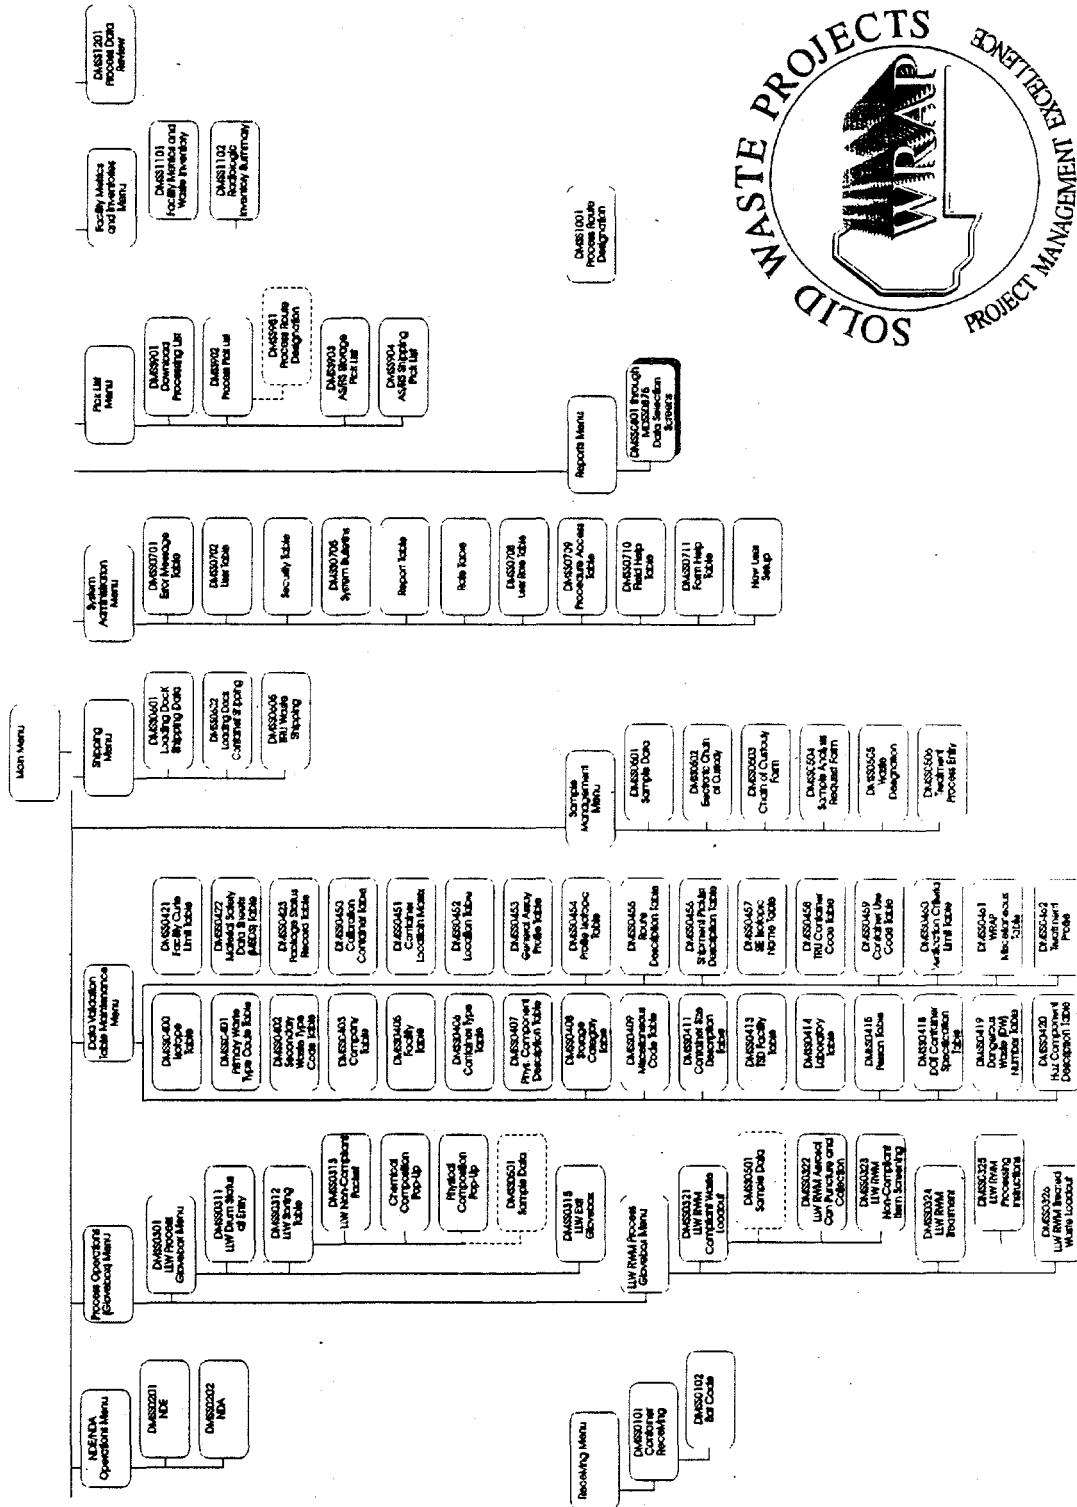 Main Menu
NDE/NDA
Operations Menu
DMSS0201
NDE
DMSS0202
NDA
Receiving Menu
DMSS0101
Container
Receiving
DMSS0102
Bar Code
Process Operations
(Glovebox) Menu
DMSS0301
LLW Process
Glovebox Menu
DMSS0311
LLW Drum Status
at Entry
DMSS0312
LLW Sorting
Table
DMSS0313
LLW Non-Compliant
Packet
Chemical
Composition
Pop-Up
Physical
Composition
Pop-Up
DMSS0501
Sample Data
DMSS0315
LLW Exit
Glovebox
LLW RWM Process
Glovebox Menu
DMSS0321
LLW RWM
Compliant Waste
Loadout
DMSS0501
Sample Data
DMSS0322
LLW RWM Aerosol
Can Puncture and
Collection
DMSS0323
LLW RWM
Non-Compliant
Item Screening
DMSS0324
LLW RWM
Treatment
DMSS0325
LLW RWM
Processing
Instructions
DMSS0326
LLW RWM Treated
Waste Loadout
Data Validation
Table Maintenance
Menu
DMSS0400
Isotope
Table
DMSS0401
Primary Waste
Type Code Table
DMSS0402
Secondary
Waste Type
Code Table
DMSS0403
Company
Table
DMSS0405
Facility
Table
DMSS0406
Container Type
Table
DMSS0407
Phys. Component
Description Table
DMSS0408
Storage
Category
Table
DMSS0409
Miscellaneous
Code Table
DMSS0411
Container Size
Description
Table
DMSS0413
TSD Facility
Table
DMSS0414
Laboratory
Table
DMSS0415
Person Table
DMSS0418
DOT Container
Specification
Table
DMSS0419
Dangerous
Waste (DW)
Number Table
DMSS0420
Haz Component
Description Table
DMSS0421
Facility Curie
Limit Table
DMSS0422
Material Safety
Data Sheets
(MSDS) Table
DMSS0423
Package Status
Record Table
DMSS0450
Calibration
Container Table
DMSS0451
Container
Location Matrix
DMSS0452
Location Table
DMSS0453
General Assay
Profile Table
DMSS0454
Profile Isotopic
Table
DMSS0455
Route
Description Table
DMSS0456
Shipment Picklist
Description Table
DMSS0457
SE Isotopic
Name Table
DMSS0458
TRU Container
Code Table
DMSS0459
Container Use
Code Table
DMSS0460
Verification Criteria
Limit Table
DMSS0461
WRAP
Miscellaneous
Table
DMSS0462
Treatment
Profile
Shipping
Menu
DMSS0601
Loading Dock
Shipping Data
DMSS0602
Loading Dock
Container Shipping
DMSS0605
TRU Waste
Shipping
Sample
Management
Menu
DMSS0501
Sample Data
DMSS0502
Electronic Chain
of Custody
DMSS0503
Chain of Custody
Form
DMSS0504
Sample Analysis
Request Form
DMSS0505
Waste
Designation
DMSS0506
Treatment
Process Entry
System
Administration
Menu
DMSS0701
Error Message
Table
DMSS0702
User Table
Security Table
DMSS0705
System Bulletins
Report Table
Role Table
DMSS0708
User Role Table
DMSS0709
Procedure Access
Table
DMSS0710
Field Help
Table
DMSS0711
Form Help
Table
New User
Setup
Pick List
Menu
DMSS0901
Download
Processing List
DMSS0902
Process Pick List
DMSS0981
Process Route
Designation
DMSS0903
AS/RS Storage
Pick List
DMSS0904
AS/RS Shipping
Pick List
Reports Menu
DMSS0801 through
MDSS0876
Data Selection
Screens
Facility Metrics
and Inventories
Menu
DMSS1101
Facility Metrics and
Waste Inventory
DMSS1102
Radiologic
Inventory Summary
DMSS1001
Process Route
Designation
DMSS1201
Process Data
Review
SOLID WASTE PROJECTS
WRAP
PROJECT MANAGEMENT EXCELLENCE